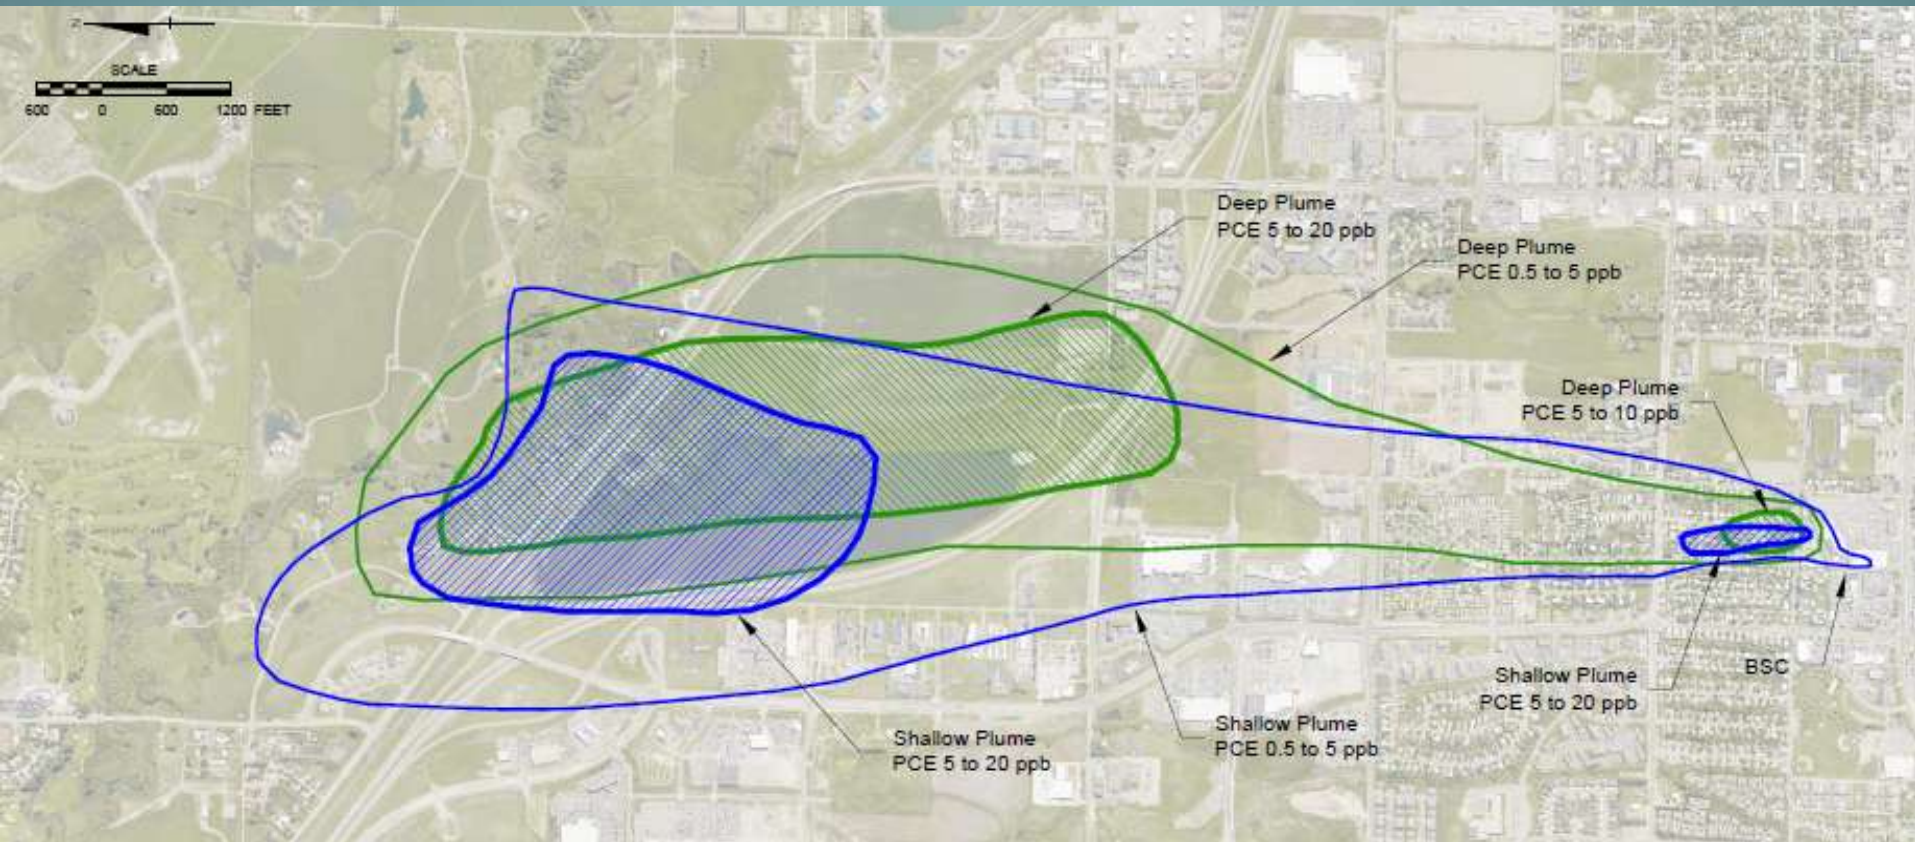 N
SCALE
600 0 600 1200 FEET
Deep Plume
PCE 5 to 20 ppb
Deep Plume
PCE 0.5 to 5 ppb
Deep Plume
PCE 5 to 10 ppb
BSC
Shallow Plume
PCE 5 to 20 ppb
Shallow Plume
PCE 0.5 to 5 ppb
Shallow Plume
PCE 5 to 20 ppb